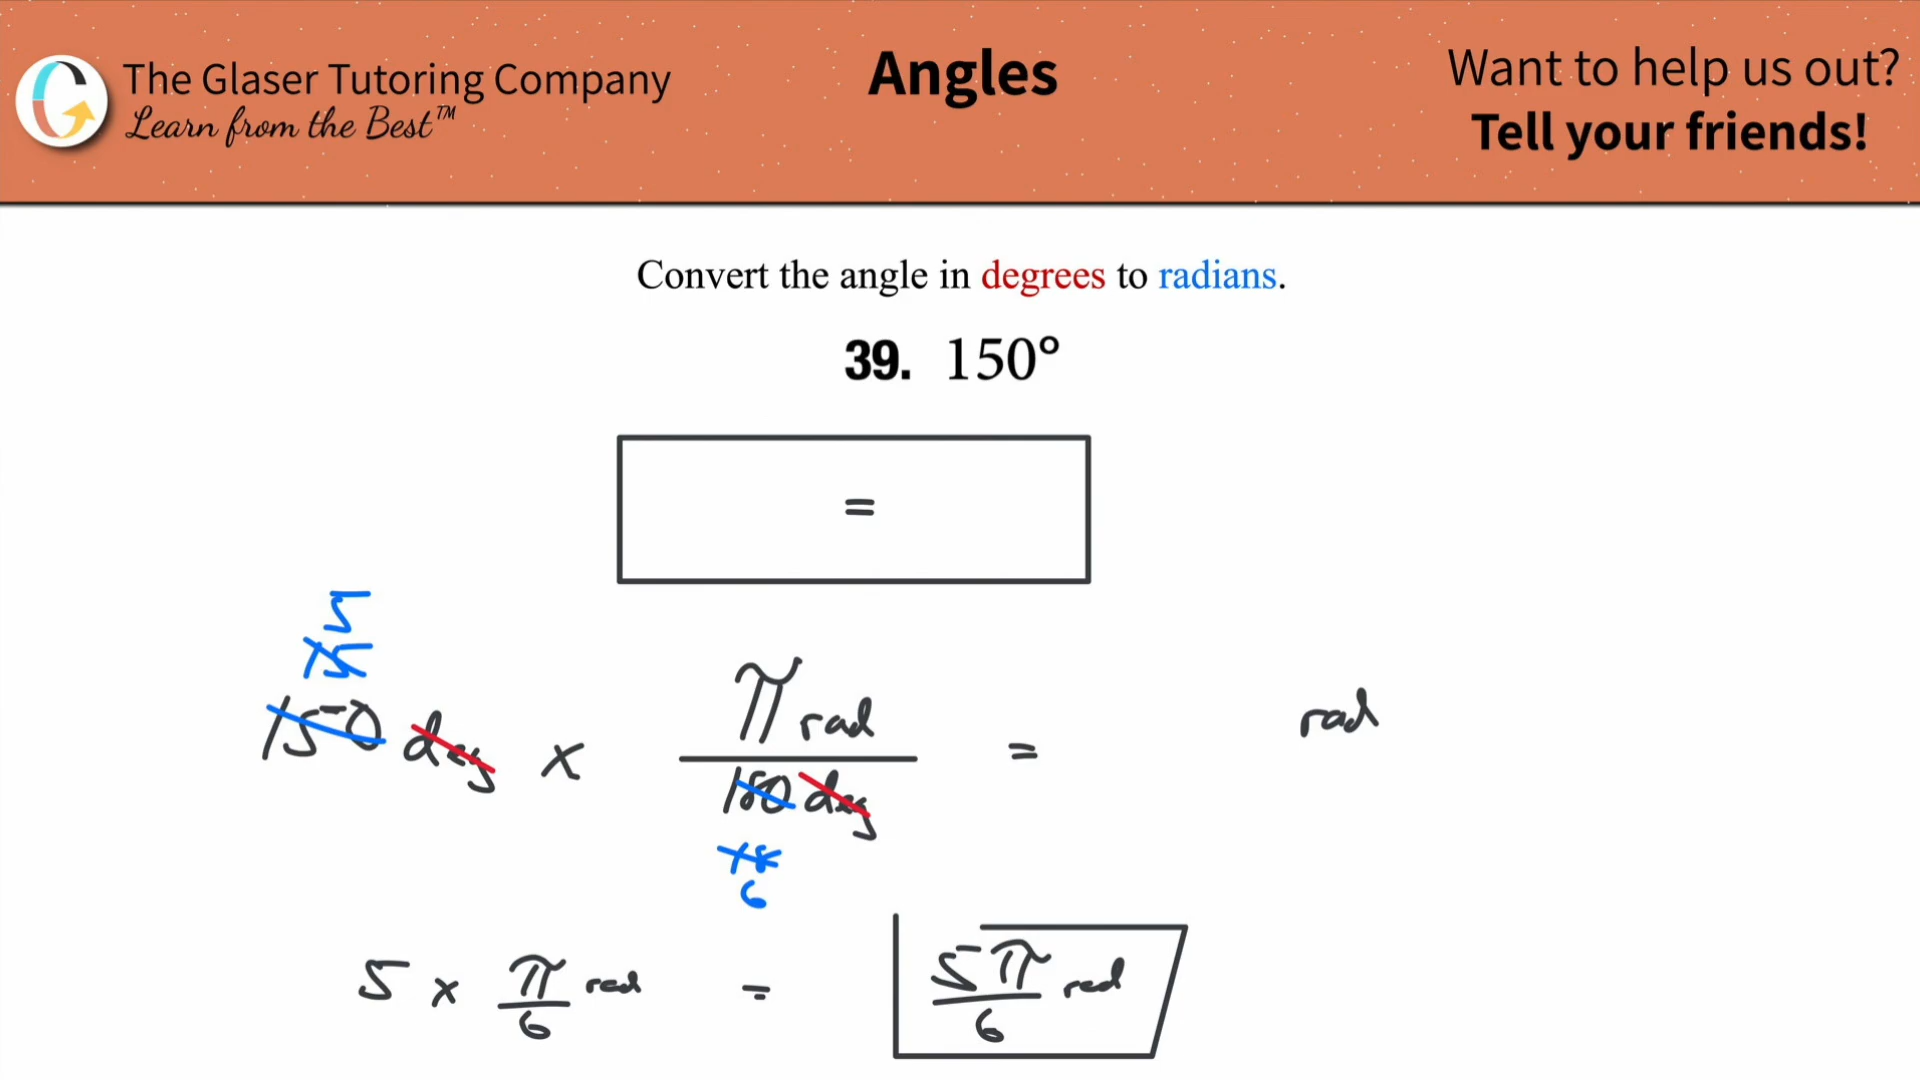 The Glaser Tutoring Company
Learn from the Best™
Angles
Want to help us out?
Tell your friends!
Convert the angle in degrees to radians.
39. 150°
=
5
15
150 deg × π rad / 180 deg = rad
18
6
5 × π/6 rad = 5π/6 rad